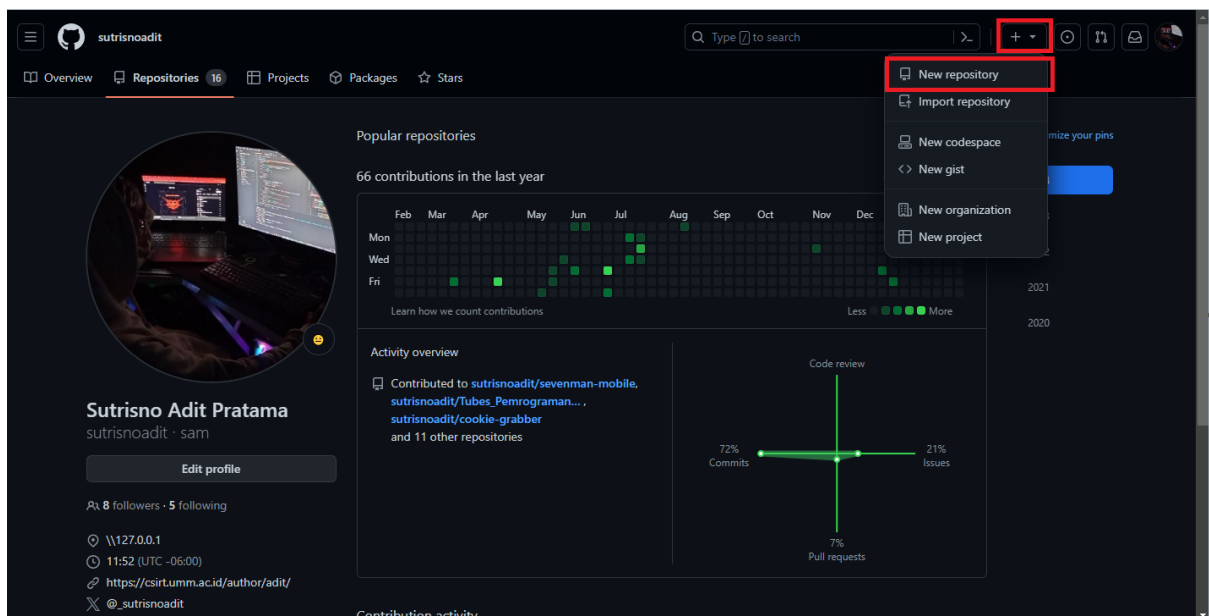 sutrisnoadit
Type / to search
Overview
Repositories 16
Projects
Packages
Stars
New repository
Import repository
New codespace
New gist
New organization
New project
Popular repositories
mize your pins
66 contributions in the last year
Feb Mar Apr May Jun Jul Aug Sep Oct Nov Dec
Mon
Wed
Fri
Learn how we count contributions
Less More
2021
2020
Activity overview
Contributed to sutrisnoadit/sevenman-mobile,
sutrisnoadit/Tubes_Pemrograman... ,
sutrisnoadit/cookie-grabber
and 11 other repositories
Code review
72%
Commits
21%
Issues
7%
Pull requests
Sutrisno Adit Pratama
sutrisnoadit · sam
Edit profile
8 followers · 5 following
\\127.0.0.1
11:52 (UTC -06:00)
https://csirt.umm.ac.id/author/adit/
@_sutrisnoadit
Contribution activity